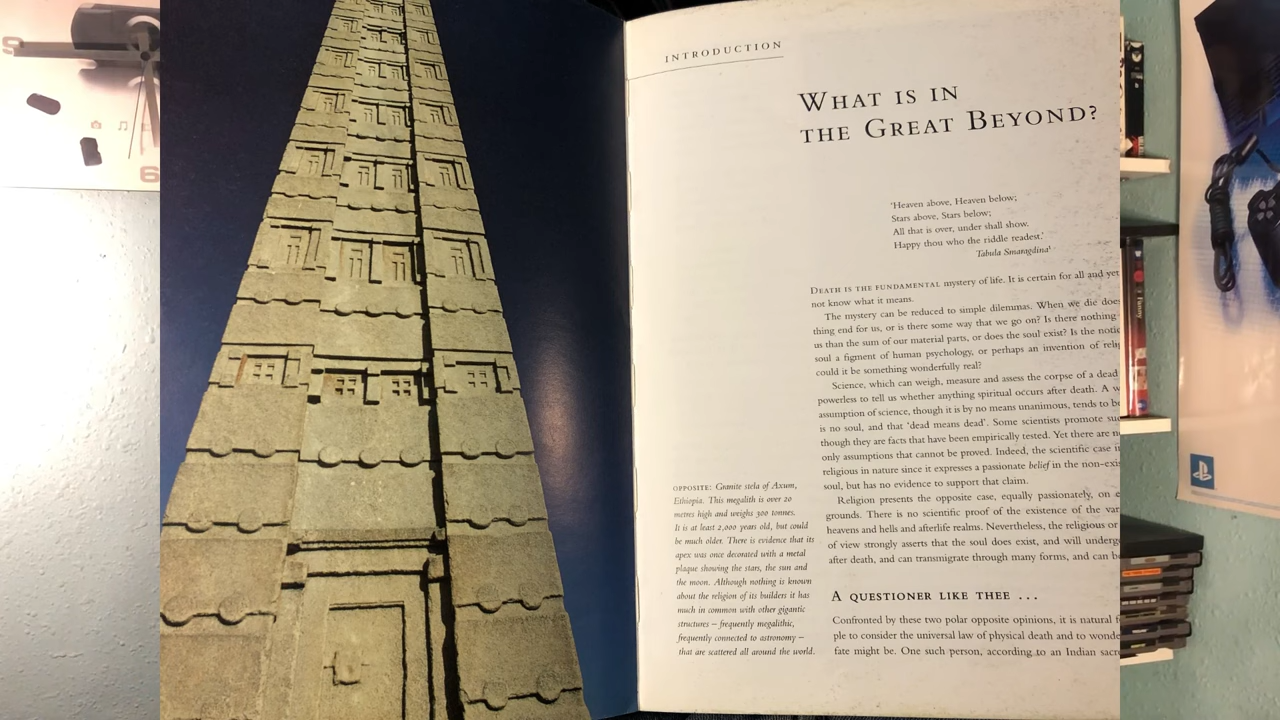 INTRODUCTION
WHAT IS IN
THE GREAT BEYOND?
'Heaven above, Heaven below;
Stars above, Stars below;
All that is over, under shall show.
Happy thou who the riddle readest.'
Tabula Smaragdina¹
DEATH IS THE FUNDAMENTAL mystery of life. It is certain for all and yet
not know what it means.
The mystery can be reduced to simple dilemmas. When we die does
thing end for us, or is there some way that we go on? Is there nothing
us than the sum of our material parts, or does the soul exist? Is the
soul a figment of human psychology, or perhaps an invention of
could it be something wonderfully real?
Science, which can weigh, measure and assess the corpse of a dead
powerless to tell us whether anything spiritual occurs after death. A
assumption of science, though it is by no means unanimous, tends to
is no soul, and that 'dead means dead'. Some scientists promote
though they are facts that have been empirically tested. Yet there are
only assumptions that cannot be proved. Indeed, the scientific case
religious in nature since it expresses a passionate belief in the
soul, but has no evidence to support that claim.
Religion presents the opposite case, equally passionately, on
grounds. There is no scientific proof of the existence of the
heavens and hells and afterlife realms. Nevertheless, the religious
of view strongly asserts that the soul does exist, and will
after death, and can transmigrate through many forms, and can
A QUESTIONER LIKE THEE ...
Confronted by these two polar opposite opinions, it is natural
ple to consider the universal law of physical death and to
fate might be. One such person, according to an Indian
OPPOSITE: Granite stela of Axum,
Ethiopia. This megalith is over 20
metres high and weighs 300 tonnes.
It is at least 2,000 years old, but could
be much older. There is evidence that its
apex was once decorated with a metal
plaque showing the stars, the sun and
the moon. Although nothing is known
about the religion of its builders it has
much in common with other gigantic
structures – frequently megalithic,
frequently connected to astronomy –
that are scattered all around the world.
9
6
Funny